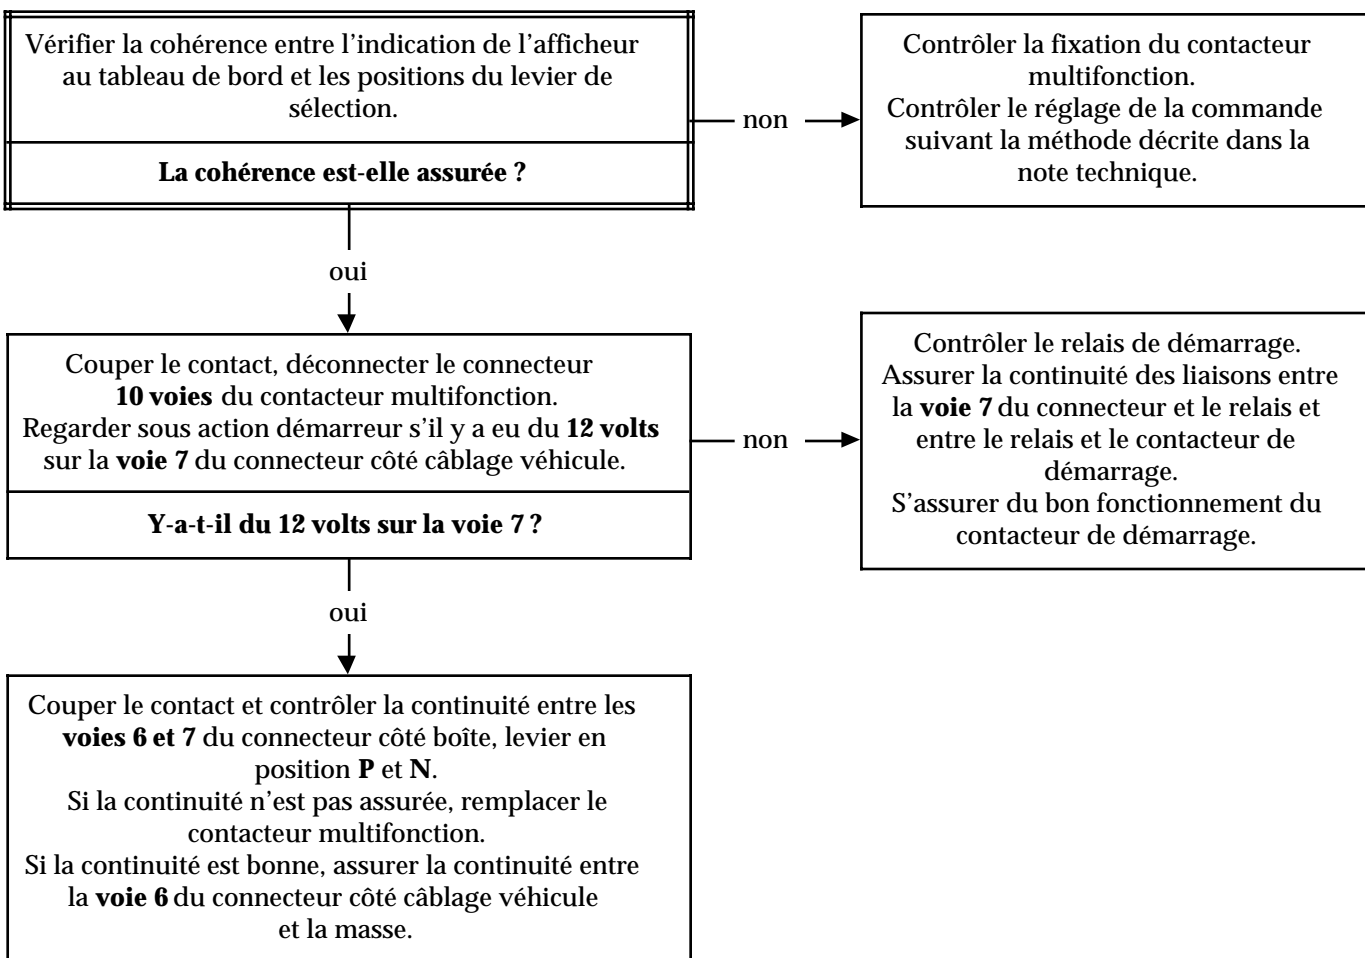 Vérifier la cohérence entre l'indication de l'afficheur
au tableau de bord et les positions du levier de
sélection.
La cohérence est-elle assurée ?
non
Contrôler la fixation du contacteur
multifonction.
Contrôler le réglage de la commande
suivant la méthode décrite dans la
note technique.
oui
Couper le contact, déconnecter le connecteur
10 voies du contacteur multifonction.
Regarder sous action démarreur s'il y a eu du 12 volts
sur la voie 7 du connecteur côté câblage véhicule.
Y-a-t-il du 12 volts sur la voie 7 ?
non
Contrôler le relais de démarrage.
Assurer la continuité des liaisons entre
la voie 7 du connecteur et le relais et
entre le relais et le contacteur de
démarrage.
S'assurer du bon fonctionnement du
contacteur de démarrage.
oui
Couper le contact et contrôler la continuité entre les
voies 6 et 7 du connecteur côté boîte, levier en
position P et N.
Si la continuité n'est pas assurée, remplacer le
contacteur multifonction.
Si la continuité est bonne, assurer la continuité entre
la voie 6 du connecteur côté câblage véhicule
et la masse.